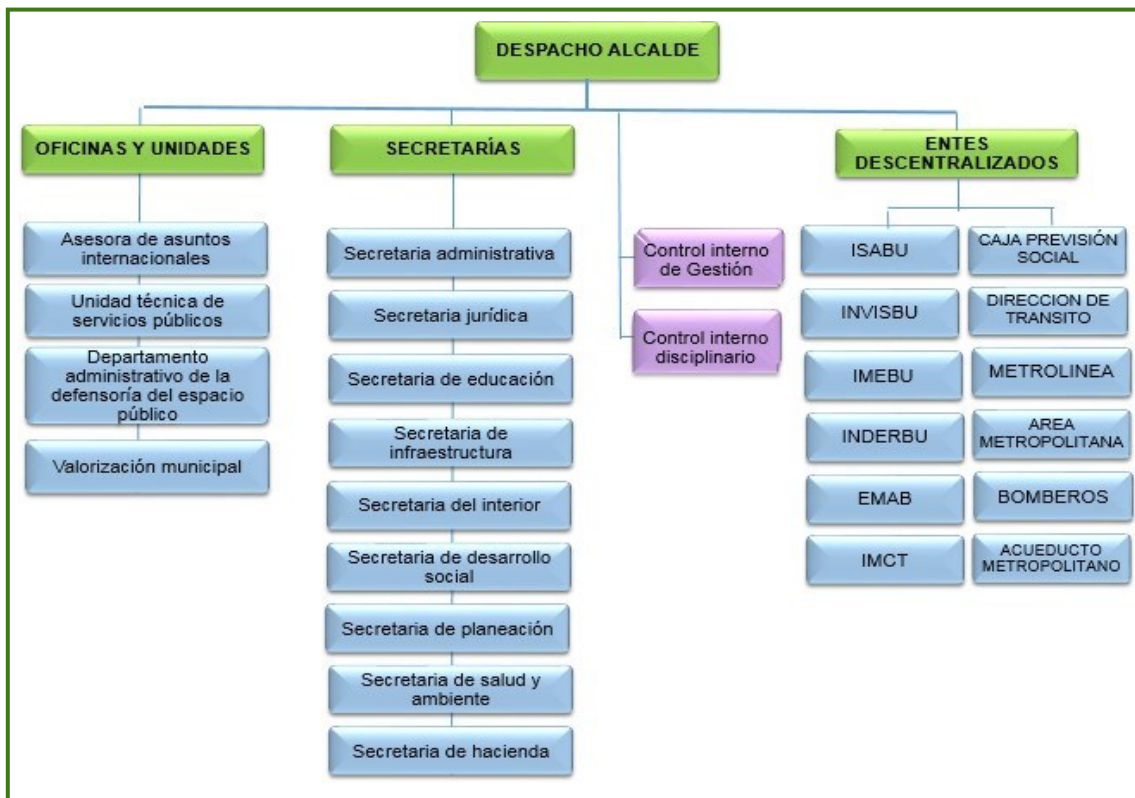 DESPACHO ALCALDE
OFICINAS Y UNIDADES
Asesora de asuntos
internacionales
Unidad técnica de
servicios públicos
Departamento
administrativo de la
defensoría del espacio
público
Valorización municipal
SECRETARÍAS
Secretaria administrativa
Secretaria jurídica
Secretaria de educación
Secretaria de
infraestructura
Secretaria del interior
Secretaria de desarrollo
social
Secretaria de planeación
Secretaria de salud y
ambiente
Secretaria de hacienda
Control interno
de Gestión
Control interno
disciplinario
ENTES
DESCENTRALIZADOS
ISABU
INVISBU
IMEBU
INDERBU
EMAB
IMCT
CAJA PREVISIÓN
SOCIAL
DIRECCION DE
TRANSITO
METROLINEA
AREA
METROPOLITANA
BOMBEROS
ACUEDUCTO
METROPOLITANO